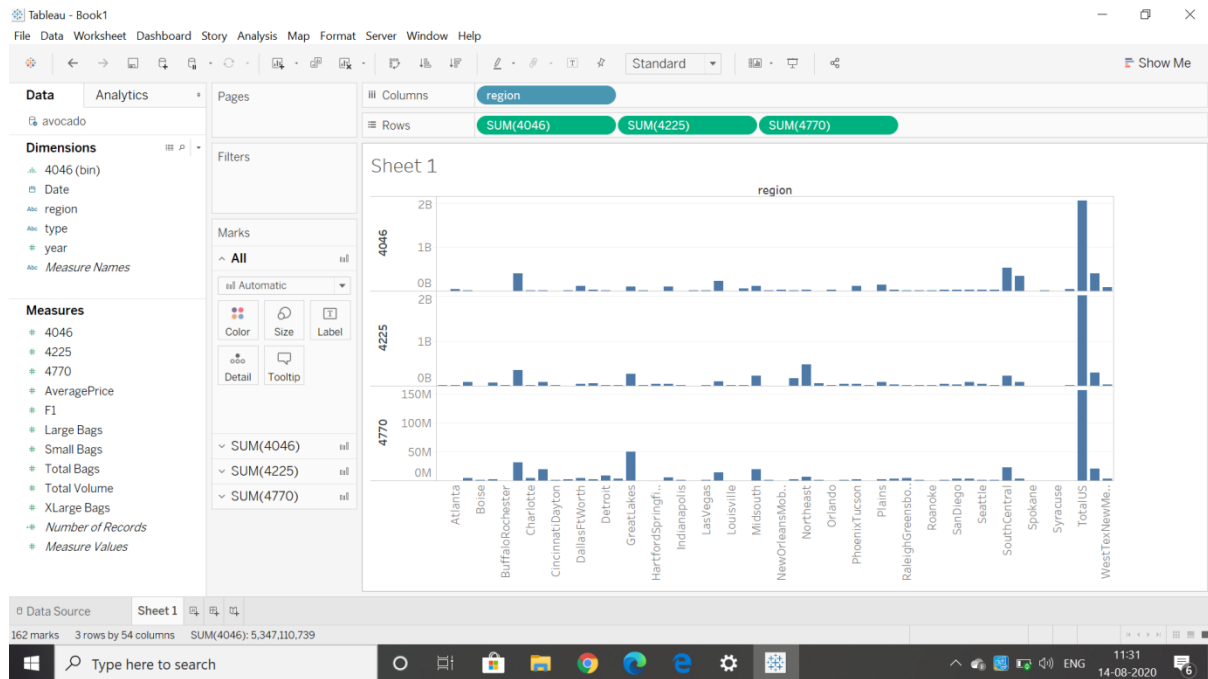 Tableau - Book1
File Data Worksheet Dashboard Story Analysis Map Format Server Window Help
Standard
Show Me
Data Analytics
avocado
Dimensions
4046 (bin)
Date
Abc region
Abc type
year
Abc Measure Names
Measures
4046
4225
4770
AveragePrice
F1
Large Bags
Small Bags
Total Bags
Total Volume
XLarge Bags
Number of Records
Measure Values
Pages
Filters
Marks
All
Automatic
Color Size Label
Detail Tooltip
SUM(4046)
SUM(4225)
SUM(4770)
Columns region
Rows SUM(4046) SUM(4225) SUM(4770)
Sheet 1
region
4046
2B
1B
0B
4225
2B
1B
0B
4770
150M
100M
50M
0M
Atlanta
Boise
BuffaloRochester
Charlotte
CincinnatiDayton
DallasFtWorth
Detroit
GreatLakes
HartfordSpringfi..
Indianapolis
LasVegas
Louisville
Midsouth
NewOrleansMob..
Northeast
Orlando
PhoenixTucson
Plains
RaleighGreensbo..
Roanoke
SanDiego
Seattle
SouthCentral
Spokane
Syracuse
TotalUS
WestTexNewMe..
Data Source Sheet 1
162 marks 3 rows by 54 columns SUM(4046): 5,347,110,739
Type here to search
ENG
11:31
14-08-2020
6